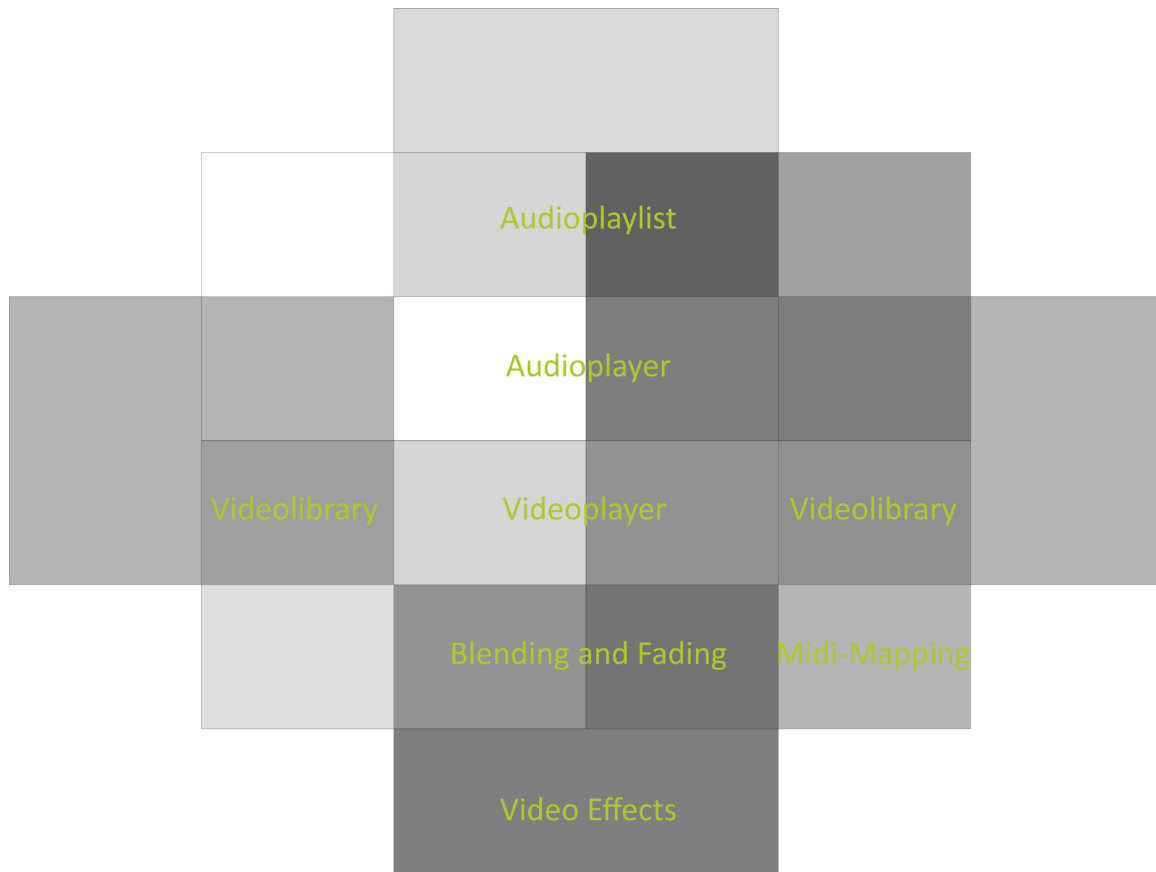 Audioplaylist
Audioplayer
Videolibrary
Videoplayer
Videolibrary
Blending and Fading
Midi-Mapping
Video Effects